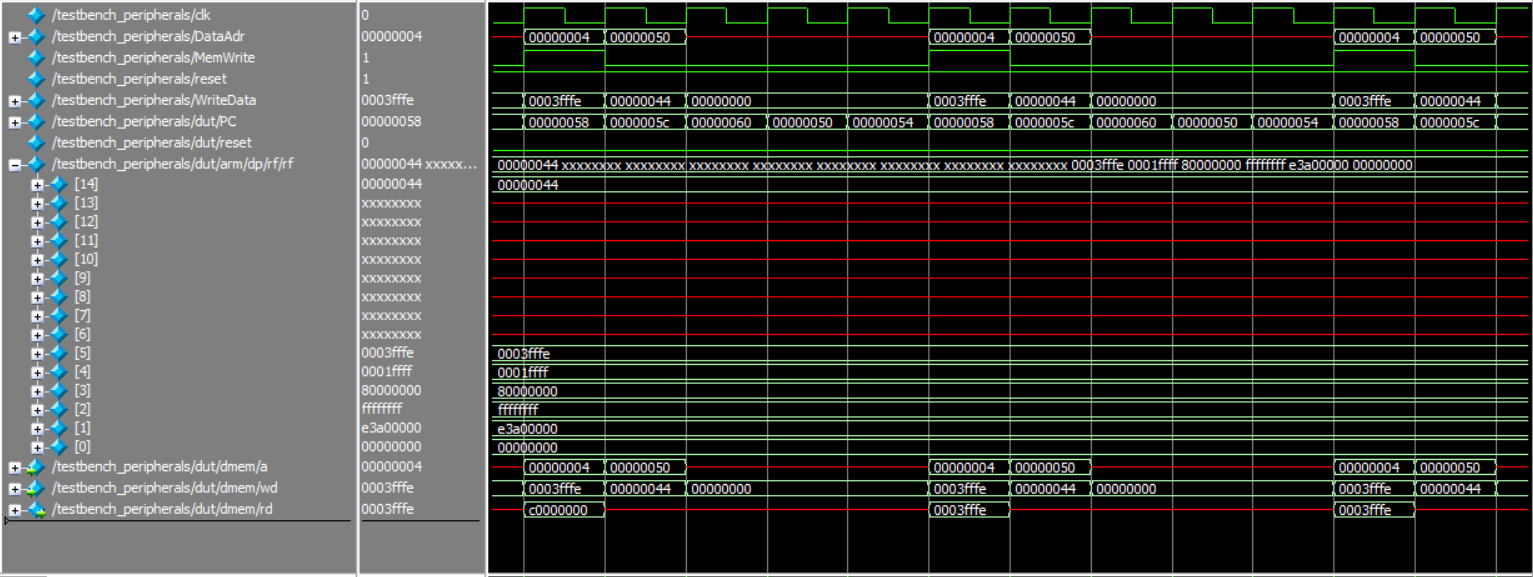 /testbench_peripherals/clk 0
/testbench_peripherals/DataAdr 00000004 00000004 00000050 00000004 00000050 00000004 00000050
/testbench_peripherals/MemWrite 1
/testbench_peripherals/reset 1
/testbench_peripherals/WriteData 0003fffe 0003fffe 00000044 00000000 0003fffe 00000044 00000000 0003fffe 00000044
/testbench_peripherals/dut/PC 00000058 00000058 0000005c 00000060 00000050 00000054 00000058 0000005c 00000060 00000050 00000054 00000058 0000005c
/testbench_peripherals/dut/reset 0
/testbench_peripherals/dut/arm/dp/rf/rf 00000044 xxxxx... 00000044 xxxxxxxx xxxxxxxx xxxxxxxx xxxxxxxx xxxxxxxx xxxxxxxx xxxxxxxx xxxxxxxx 0003fffe 0001ffff 80000000 ffffffff e3a00000 00000000
[14] 00000044 00000044
[13] xxxxxxxx
[12] xxxxxxxx
[11] xxxxxxxx
[10] xxxxxxxx
[9] xxxxxxxx
[8] xxxxxxxx
[7] xxxxxxxx
[6] xxxxxxxx
[5] 0003fffe 0003fffe
[4] 0001ffff 0001ffff
[3] 80000000 80000000
[2] ffffffff ffffffff
[1] e3a00000 e3a00000
[0] 00000000 00000000
/testbench_peripherals/dut/dmem/a 00000004 00000004 00000050 00000004 00000050 00000004 00000050
/testbench_peripherals/dut/dmem/wd 0003fffe 0003fffe 00000044 00000000 0003fffe 00000044 00000000 0003fffe 00000044
/testbench_peripherals/dut/dmem/rd 0003fffe c0000000 0003fffe 0003fffe